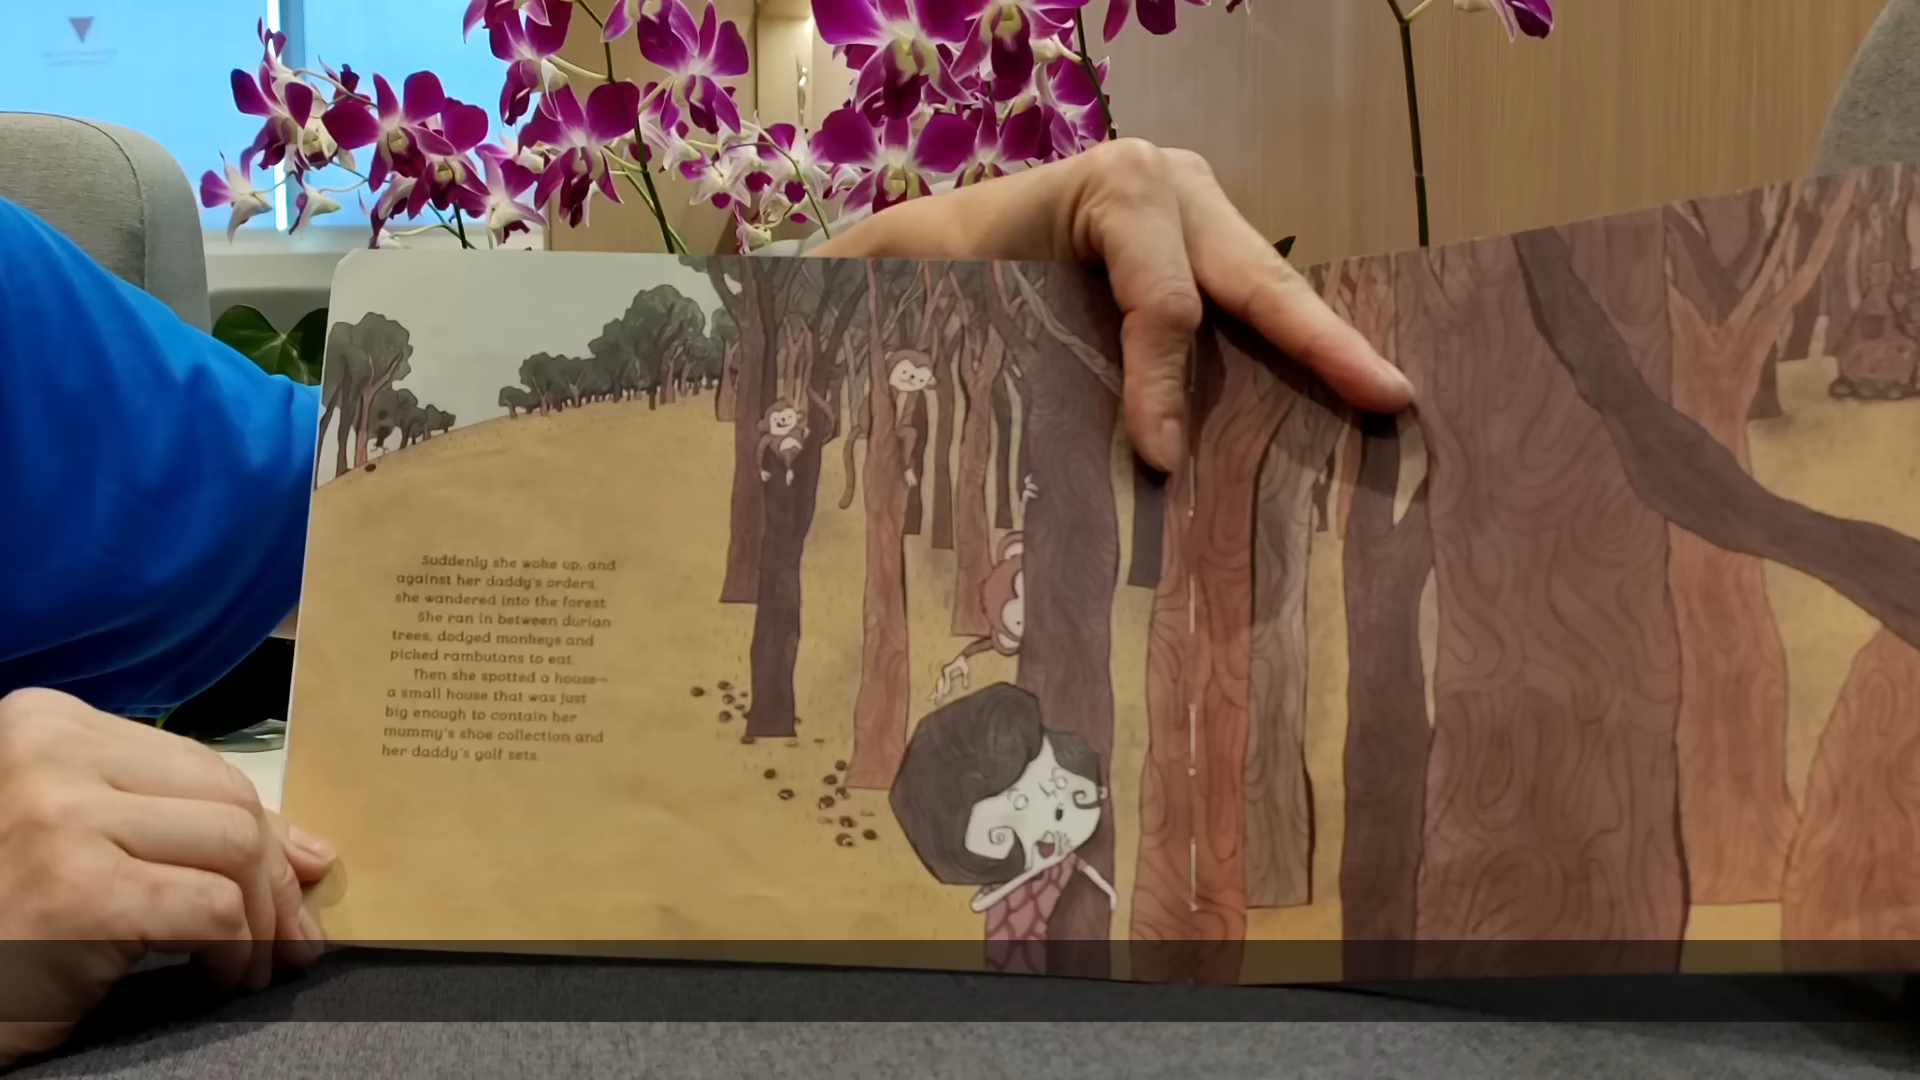 Suddenly she woke up, and
against her daddy's orders,
she wandered into the forest.
She ran in between durian
trees, dodged monkeys and
picked rambutans to eat.
Then she spotted a house—
a small house that was just
big enough to contain her
mummy's shoe collection and
her daddy's golf sets.